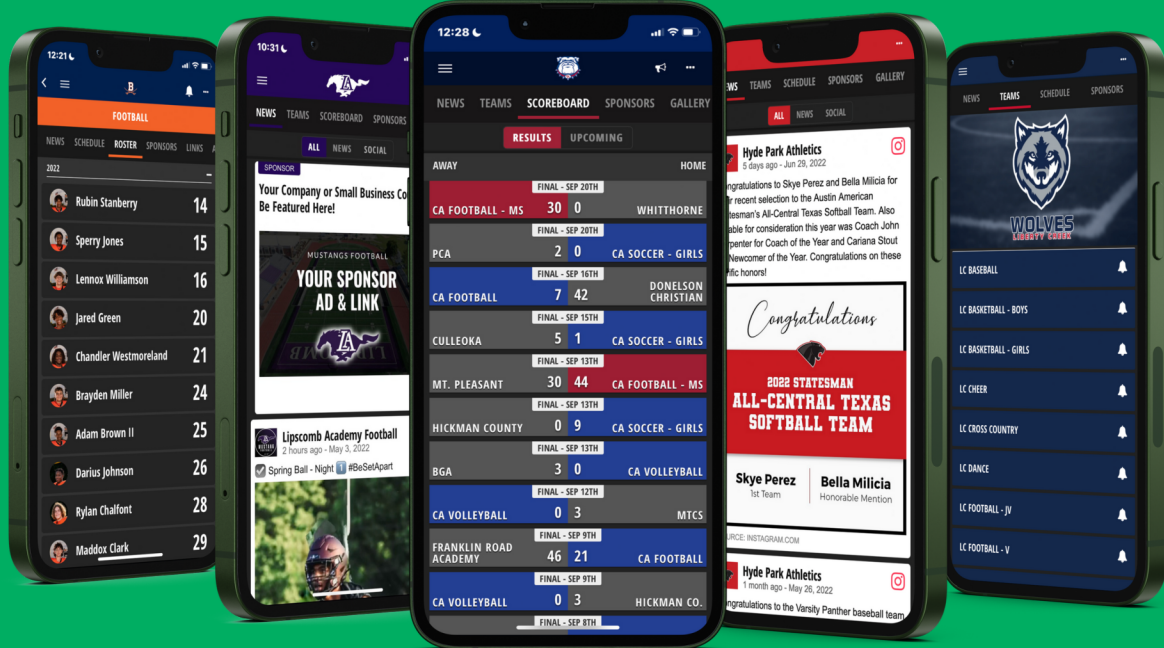 12:21
B
FOOTBALL
NEWS SCHEDULE ROSTER SPONSORS LINKS
2022
Rubin Stanberry 14
Sperry Jones 15
Lennox Williamson 16
Jared Green 20
Chandler Westmoreland 21
Brayden Miller 24
Adam Brown II 25
Darius Johnson 26
Rylan Chalfont 28
Maddox Clark 29
10:31
LA
NEWS TEAMS SCOREBOARD SPONSORS
ALL NEWS SOCIAL
SPONSOR
Your Company or Small Business Co
Be Featured Here!
MUSTANGS FOOTBALL
YOUR SPONSOR
AD & LINK
LA
Lipscomb Academy Football
2 hours ago - May 3, 2022
Spring Ball - Night #BeSetApart
12:28
NEWS TEAMS SCOREBOARD SPONSORS GALLERY
RESULTS UPCOMING
AWAY HOME
FINAL - SEP 20TH
CA FOOTBALL - MS 30 0 WHITTHORNE
FINAL - SEP 20TH
PCA 2 0 CA SOCCER - GIRLS
FINAL - SEP 16TH
CA FOOTBALL 7 42 DONELSON
CHRISTIAN
FINAL - SEP 15TH
CULLEOKA 5 1 CA SOCCER - GIRLS
FINAL - SEP 13TH
MT. PLEASANT 30 44 CA FOOTBALL - MS
FINAL - SEP 13TH
HICKMAN COUNTY 0 9 CA SOCCER - GIRLS
FINAL - SEP 13TH
BGA 3 0 CA VOLLEYBALL
FINAL - SEP 12TH
CA VOLLEYBALL 0 3 MTCS
FINAL - SEP 9TH
FRANKLIN ROAD
ACADEMY 46 21 CA FOOTBALL
FINAL - SEP 9TH
CA VOLLEYBALL 0 3 HICKMAN CO.
FINAL - SEP 8TH
WS TEAMS SCHEDULE SPONSORS GALLERY
ALL NEWS SOCIAL
Hyde Park Athletics
5 days ago - Jun 29, 2022
ngratulations to Skye Perez and Bella Milicia for
ir recent selection to the Austin American
tesman's All-Central Texas Softball Team. Also
able for consideration this year was Coach John
rpenter for Coach of the Year and Cariana Stout
Newcomer of the Year. Congratulations on these
ific honors!
Congratulations
2022 STATESMAN
ALL-CENTRAL TEXAS
SOFTBALL TEAM
Skye Perez
1st Team
Bella Milicia
Honorable Mention
URCE: INSTAGRAM.COM
Hyde Park Athletics
1 month ago - May 26, 2022
ngratulations to the Varsity Panther baseball team
NEWS TEAMS SCHEDULE SPONSORS
WOLVES
LIBERTY CREEK
LC BASEBALL
LC BASKETBALL - BOYS
LC BASKETBALL - GIRLS
LC CHEER
LC CROSS COUNTRY
LC DANCE
LC FOOTBALL - JV
LC FOOTBALL - V